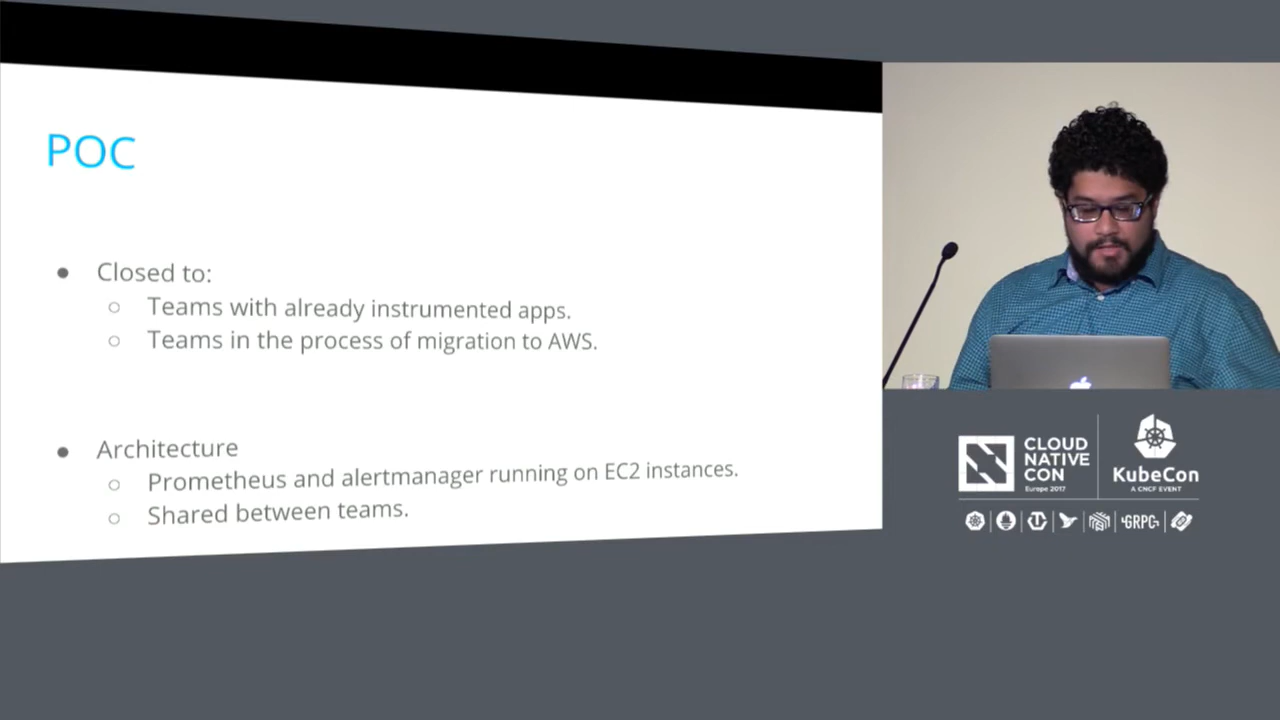 POC
Closed to:
Teams with already instrumented apps.
Teams in the process of migration to AWS.
Architecture
Prometheus and alertmanager running on EC2 instances.
Shared between teams.
CLOUD
NATIVE
CON
Europe 2017
KubeCon
A CNCF EVENT
GRPC